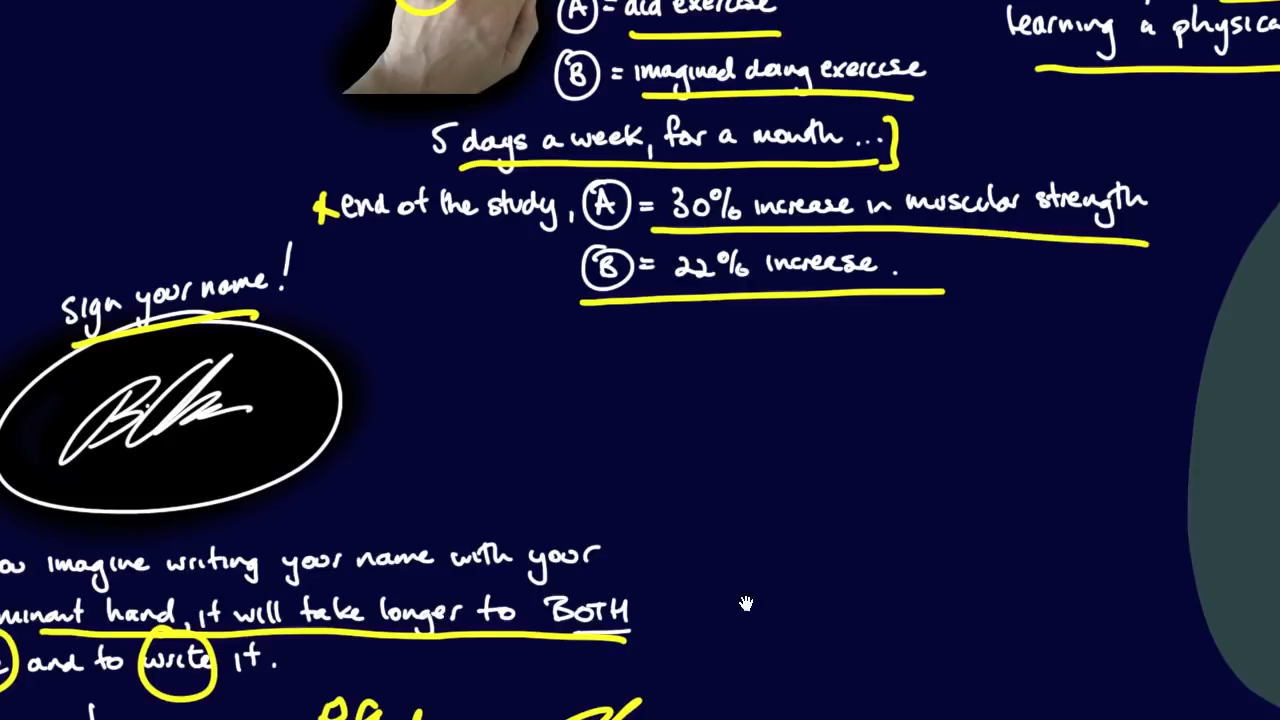 (A) = did exercise
learning a physica
(B) = imagined doing exercise
5 days a week, for a month ...]
end of the study, (A) = 30% increase in muscular strength
(B) = 22% increase.
Sign your name!
ou imagine writing your name with your
minant hand, it will take longer to BOTH
and to write it.